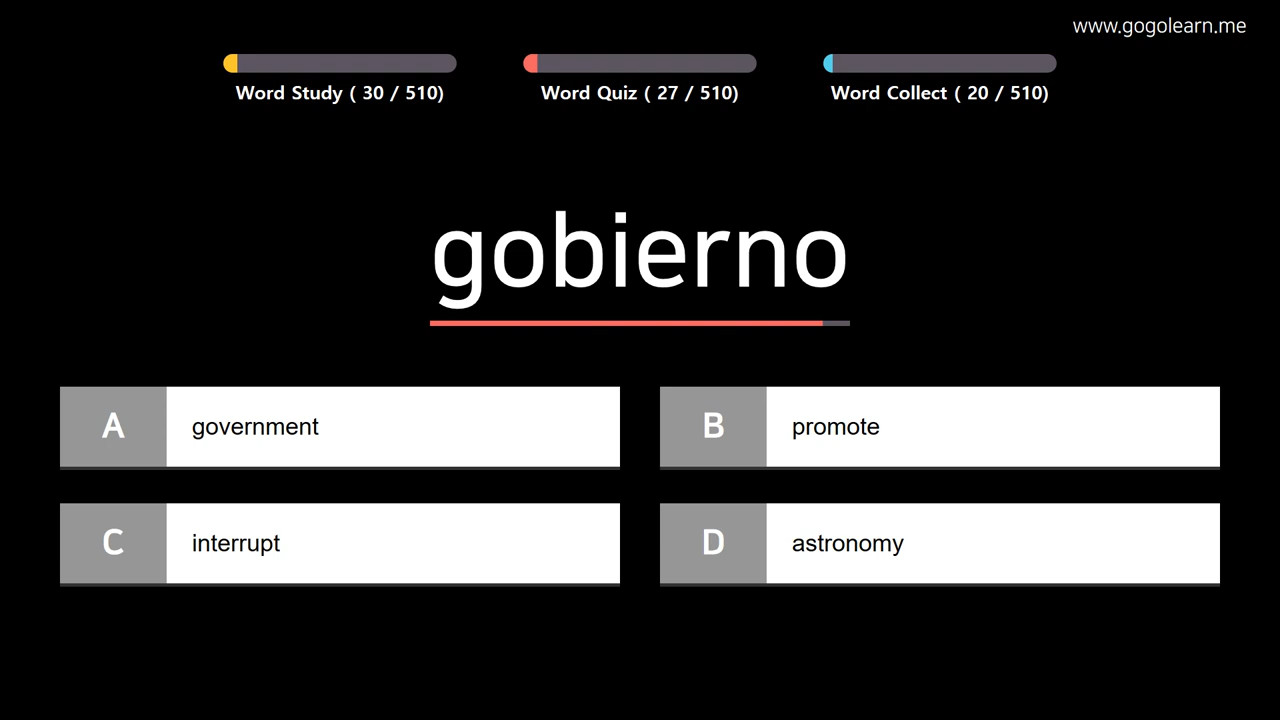 www.gogolearn.me
Word Study ( 30 / 510)
Word Quiz ( 27 / 510)
Word Collect ( 20 / 510)
gobierno
A government
B promote
C interrupt
D astronomy